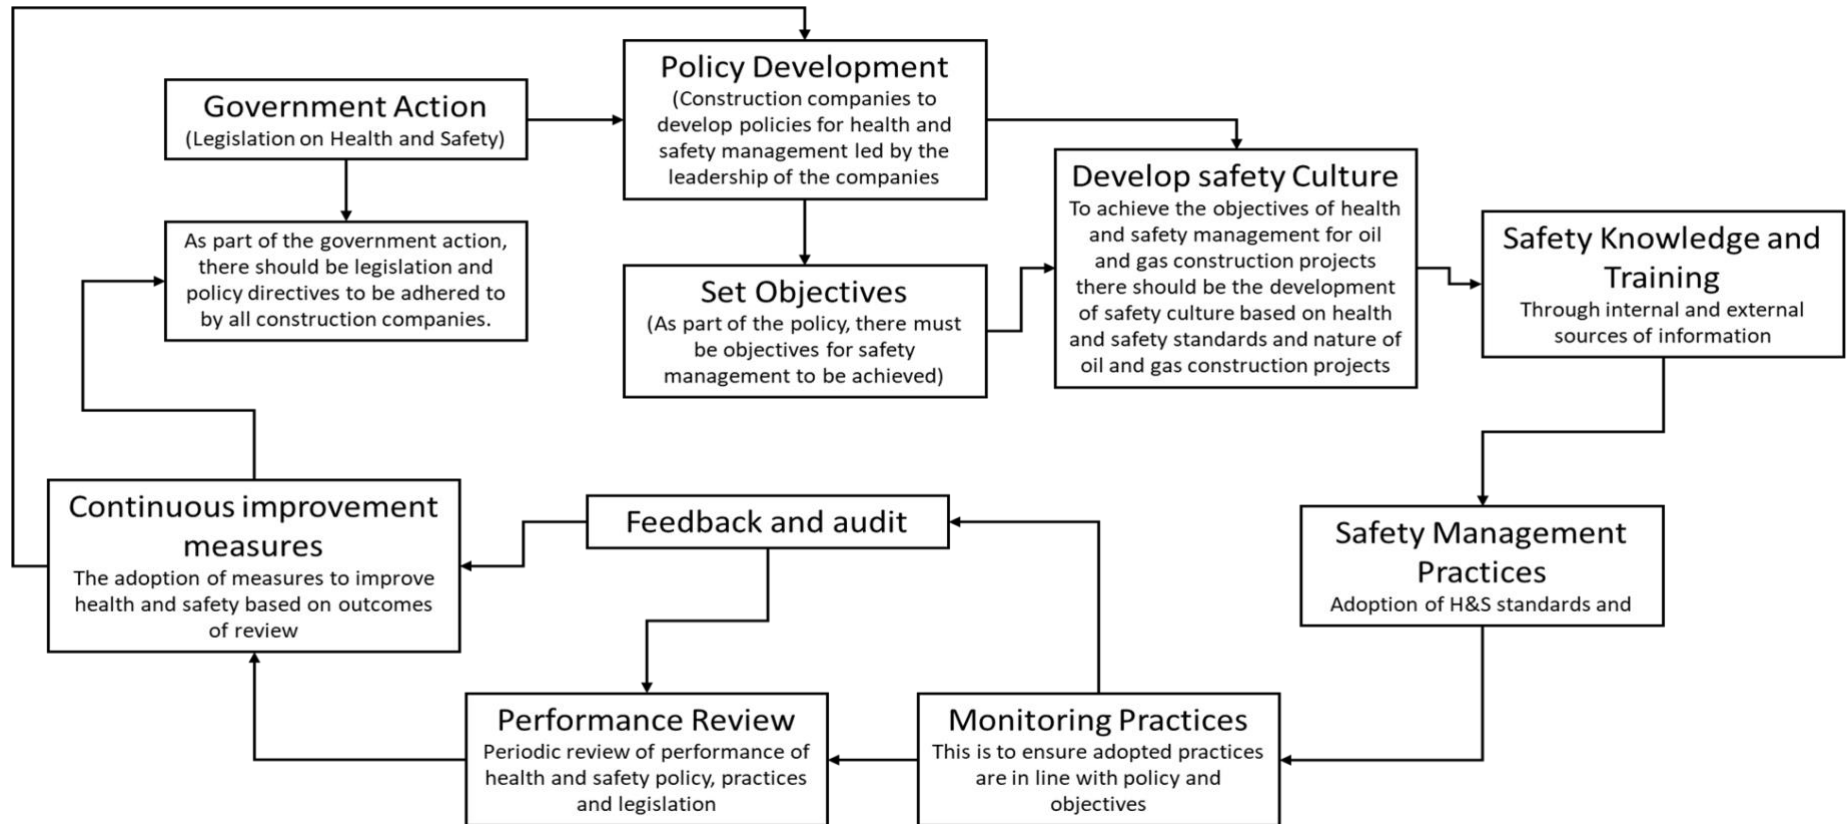 Policy Development
(Construction companies to
develop policies for health and
safety management led by the
leadership of the companies
Government Action
(Legislation on Health and Safety)
As part of the government action,
there should be legislation and
policy directives to be adhered to
by all construction companies.
Set Objectives
(As part of the policy, there must
be objectives for safety
management to be achieved)
Develop safety Culture
To achieve the objectives of health
and safety management for oil
and gas construction projects
there should be the development
of safety culture based on health
and safety standards and nature of
oil and gas construction projects
Safety Knowledge and
Training
Through internal and external
sources of information
Safety Management
Practices
Adoption of H&S standards and
Monitoring Practices
This is to ensure adopted practices
are in line with policy and
objectives
Feedback and audit
Performance Review
Periodic review of performance of
health and safety policy, practices
and legislation
Continuous improvement
measures
The adoption of measures to improve
health and safety based on outcomes
of review